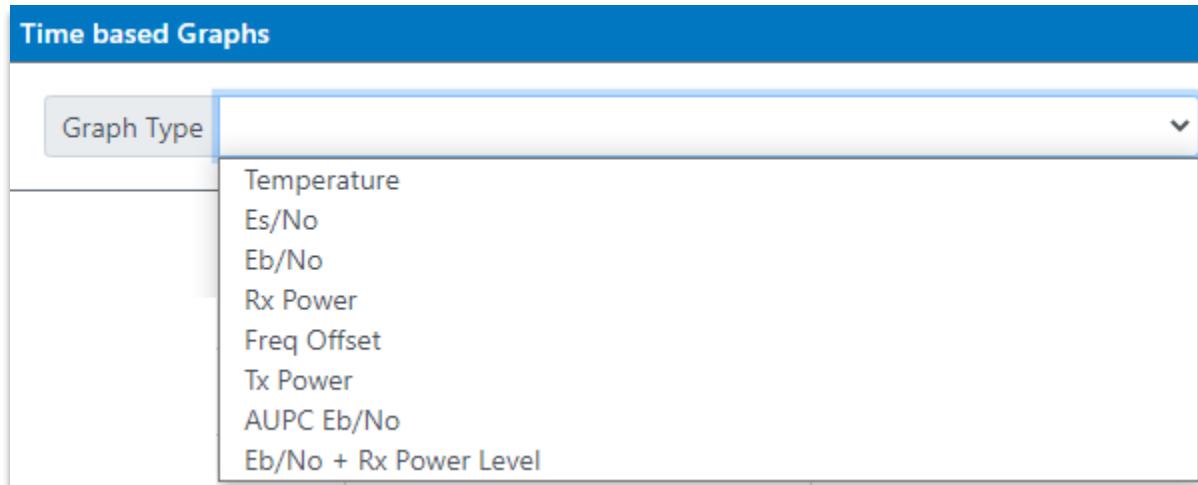 Time based Graphs
Graph Type
Temperature
Es/No
Eb/No
Rx Power
Freq Offset
Tx Power
AUPC Eb/No
Eb/No + Rx Power Level